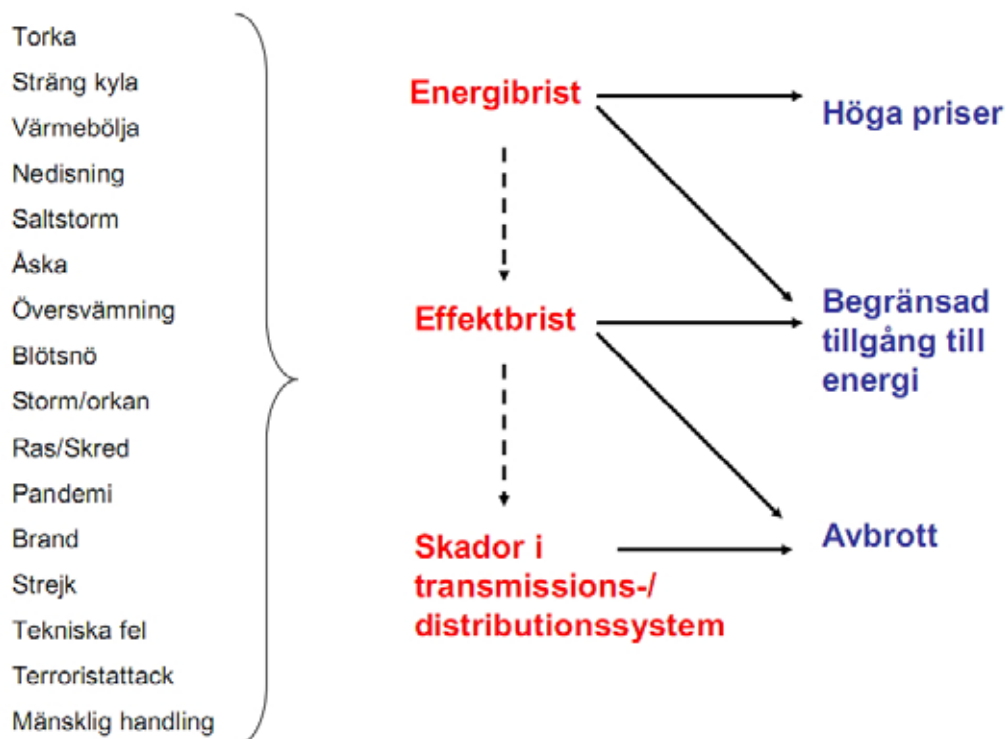 Torka
Sträng kyla
Värmebölja
Nedisning
Saltstorm
Åska
Översvämning
Blötsnö
Storm/orkan
Ras/Skred
Pandemi
Brand
Strejk
Tekniska fel
Terroristattack
Mänsklig handling
Energibrist
Effektbrist
Skador i
transmissions-/
distributionssystem
Höga priser
Begränsad
tillgång till
energi
Avbrott